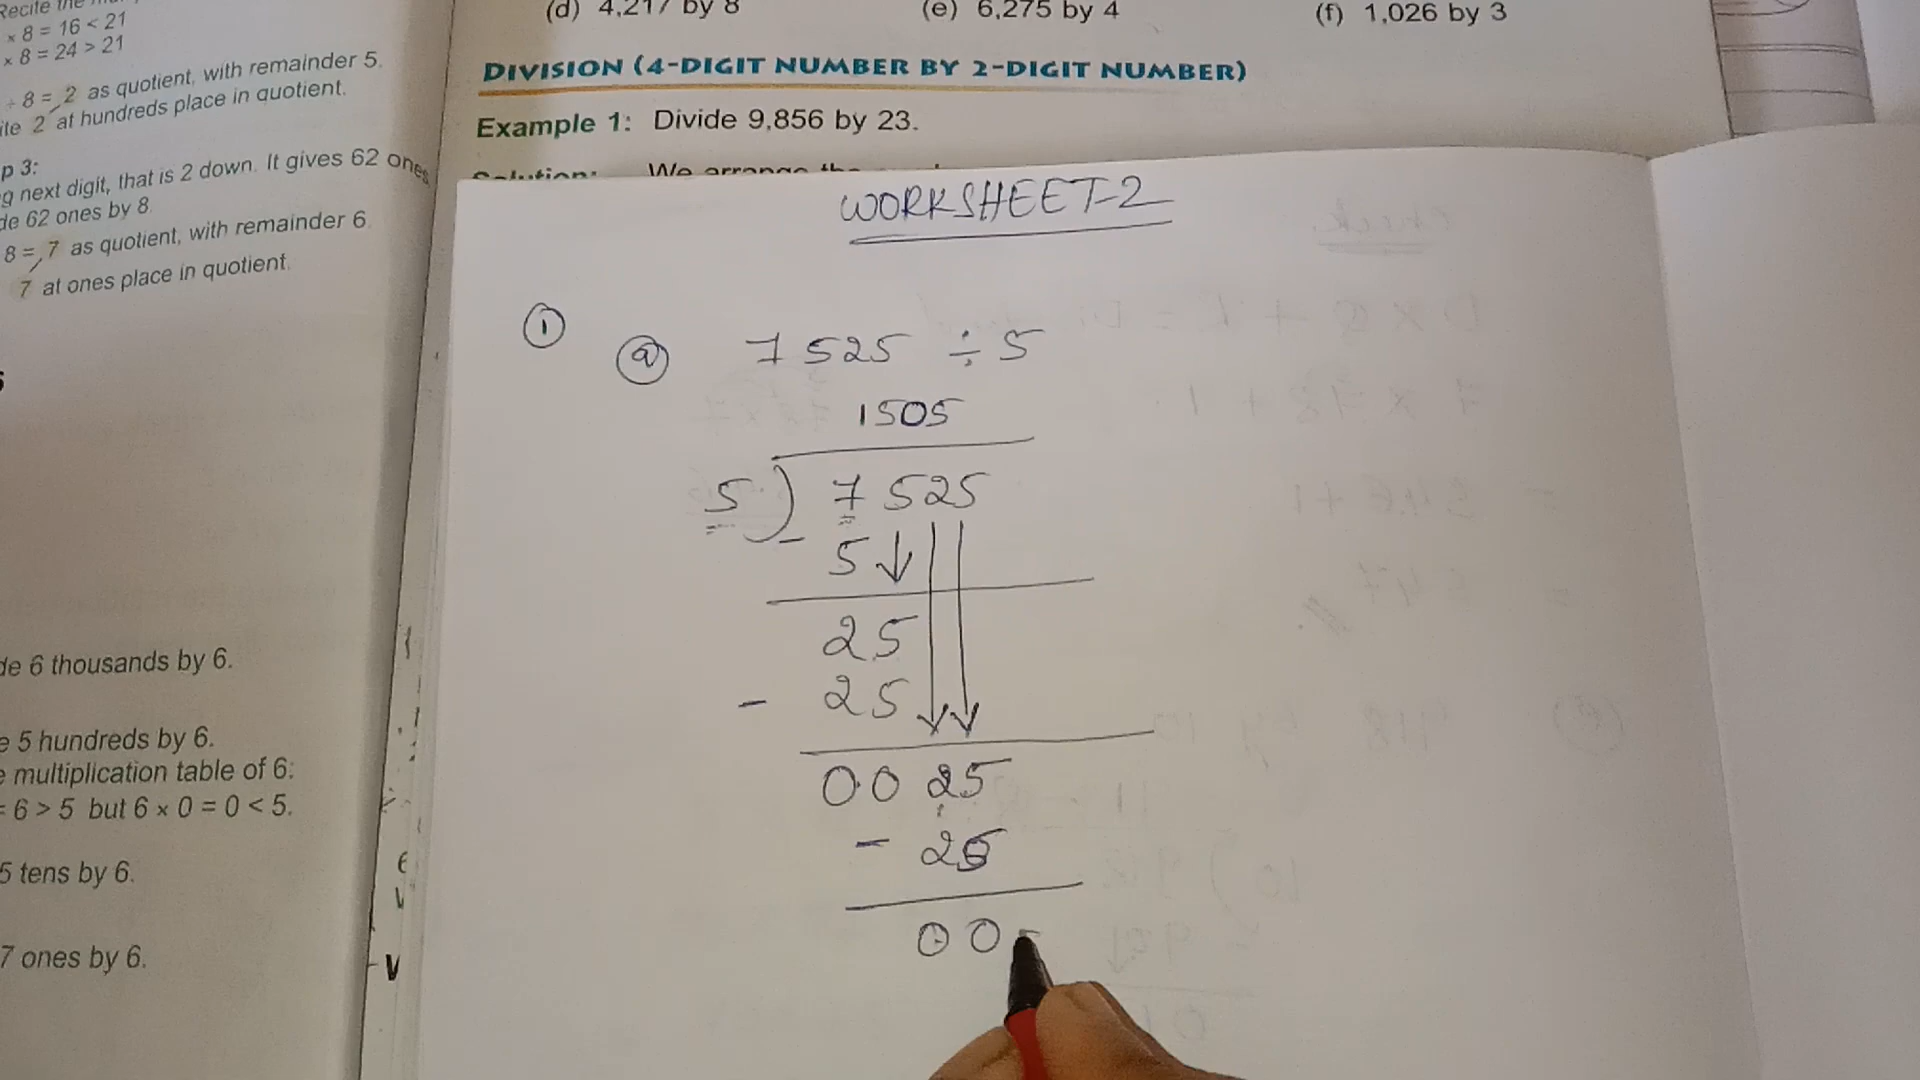 Recite the
× 8 = 16 < 21
× 8 = 24 > 21
÷ 8 = 2 as quotient, with remainder 5.
ite 2 at hundreds place in quotient.
p 3:
g next digit, that is 2 down. It gives 62 ones
de 62 ones by 8
8 = 7 as quotient, with remainder 6
7 at ones place in quotient.
de 6 thousands by 6.
e 5 hundreds by 6.
e multiplication table of 6:
= 6 > 5 but 6 × 0 = 0 < 5.
5 tens by 6.
7 ones by 6.
(d) 4,217 by 8 (e) 6,275 by 4 (f) 1,026 by 3
DIVISION (4-DIGIT NUMBER BY 2-DIGIT NUMBER)
Example 1: Divide 9,856 by 23.
Solution: We arrange the
WORKSHEET-2
1
a 7525 ÷ 5
1505
5) 7525
- 5
25
- 25
0025
- 25
00